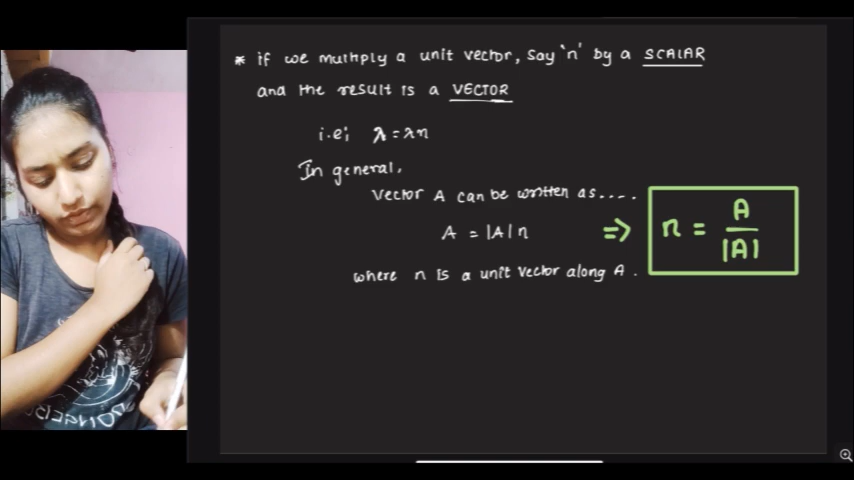 * if we multiply a unit vector, say 'n' by a SCALAR
and the result is a VECTOR
i.e; λ = λn
In general,
Vector A can be written as....
A = |A| n
=> n = A / |A|
where n is a unit vector along A.